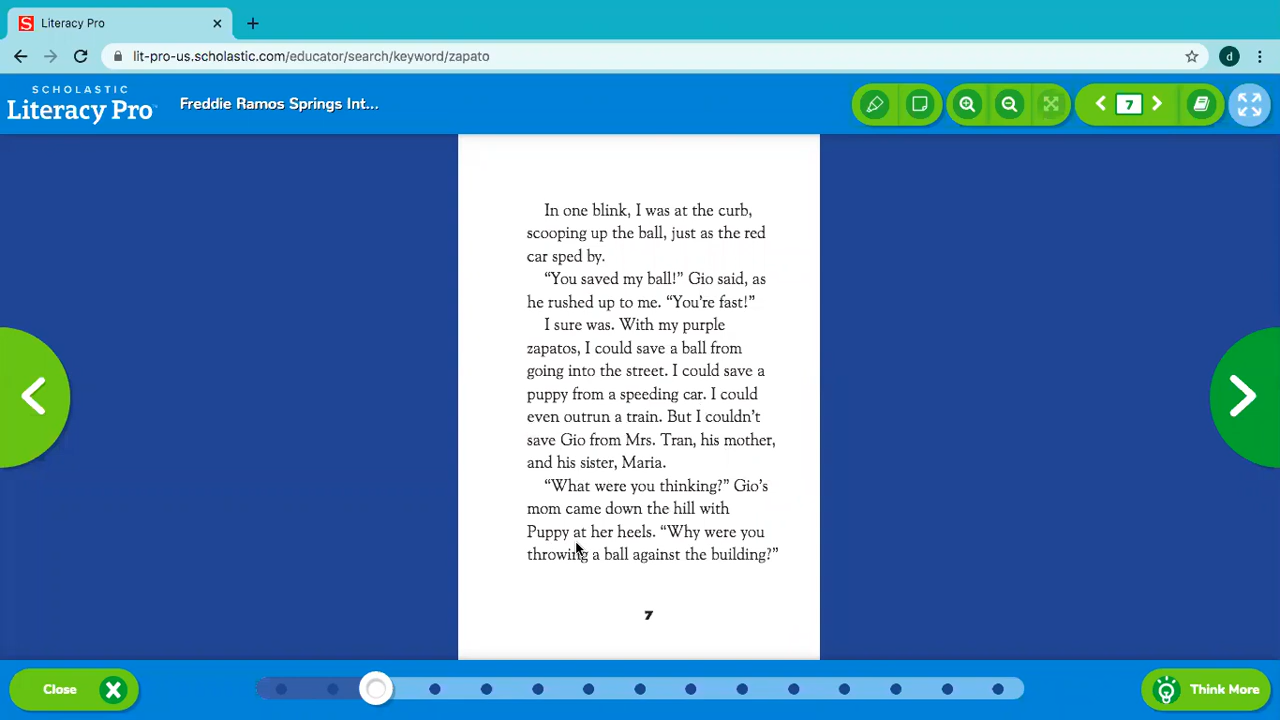 Literacy Pro
lit-pro-us.scholastic.com/educator/search/keyword/zapato
d
SCHOLASTIC
Literacy Pro
Freddie Ramos Springs Int...
7
In one blink, I was at the curb,
scooping up the ball, just as the red
car sped by.
“You saved my ball!” Gio said, as
he rushed up to me. “You’re fast!”
I sure was. With my purple
zapatos, I could save a ball from
going into the street. I could save a
puppy from a speeding car. I could
even outrun a train. But I couldn’t
save Gio from Mrs. Tran, his mother,
and his sister, Maria.
“What were you thinking?” Gio’s
mom came down the hill with
Puppy at her heels. “Why were you
throwing a ball against the building?”
7
Close
Think More